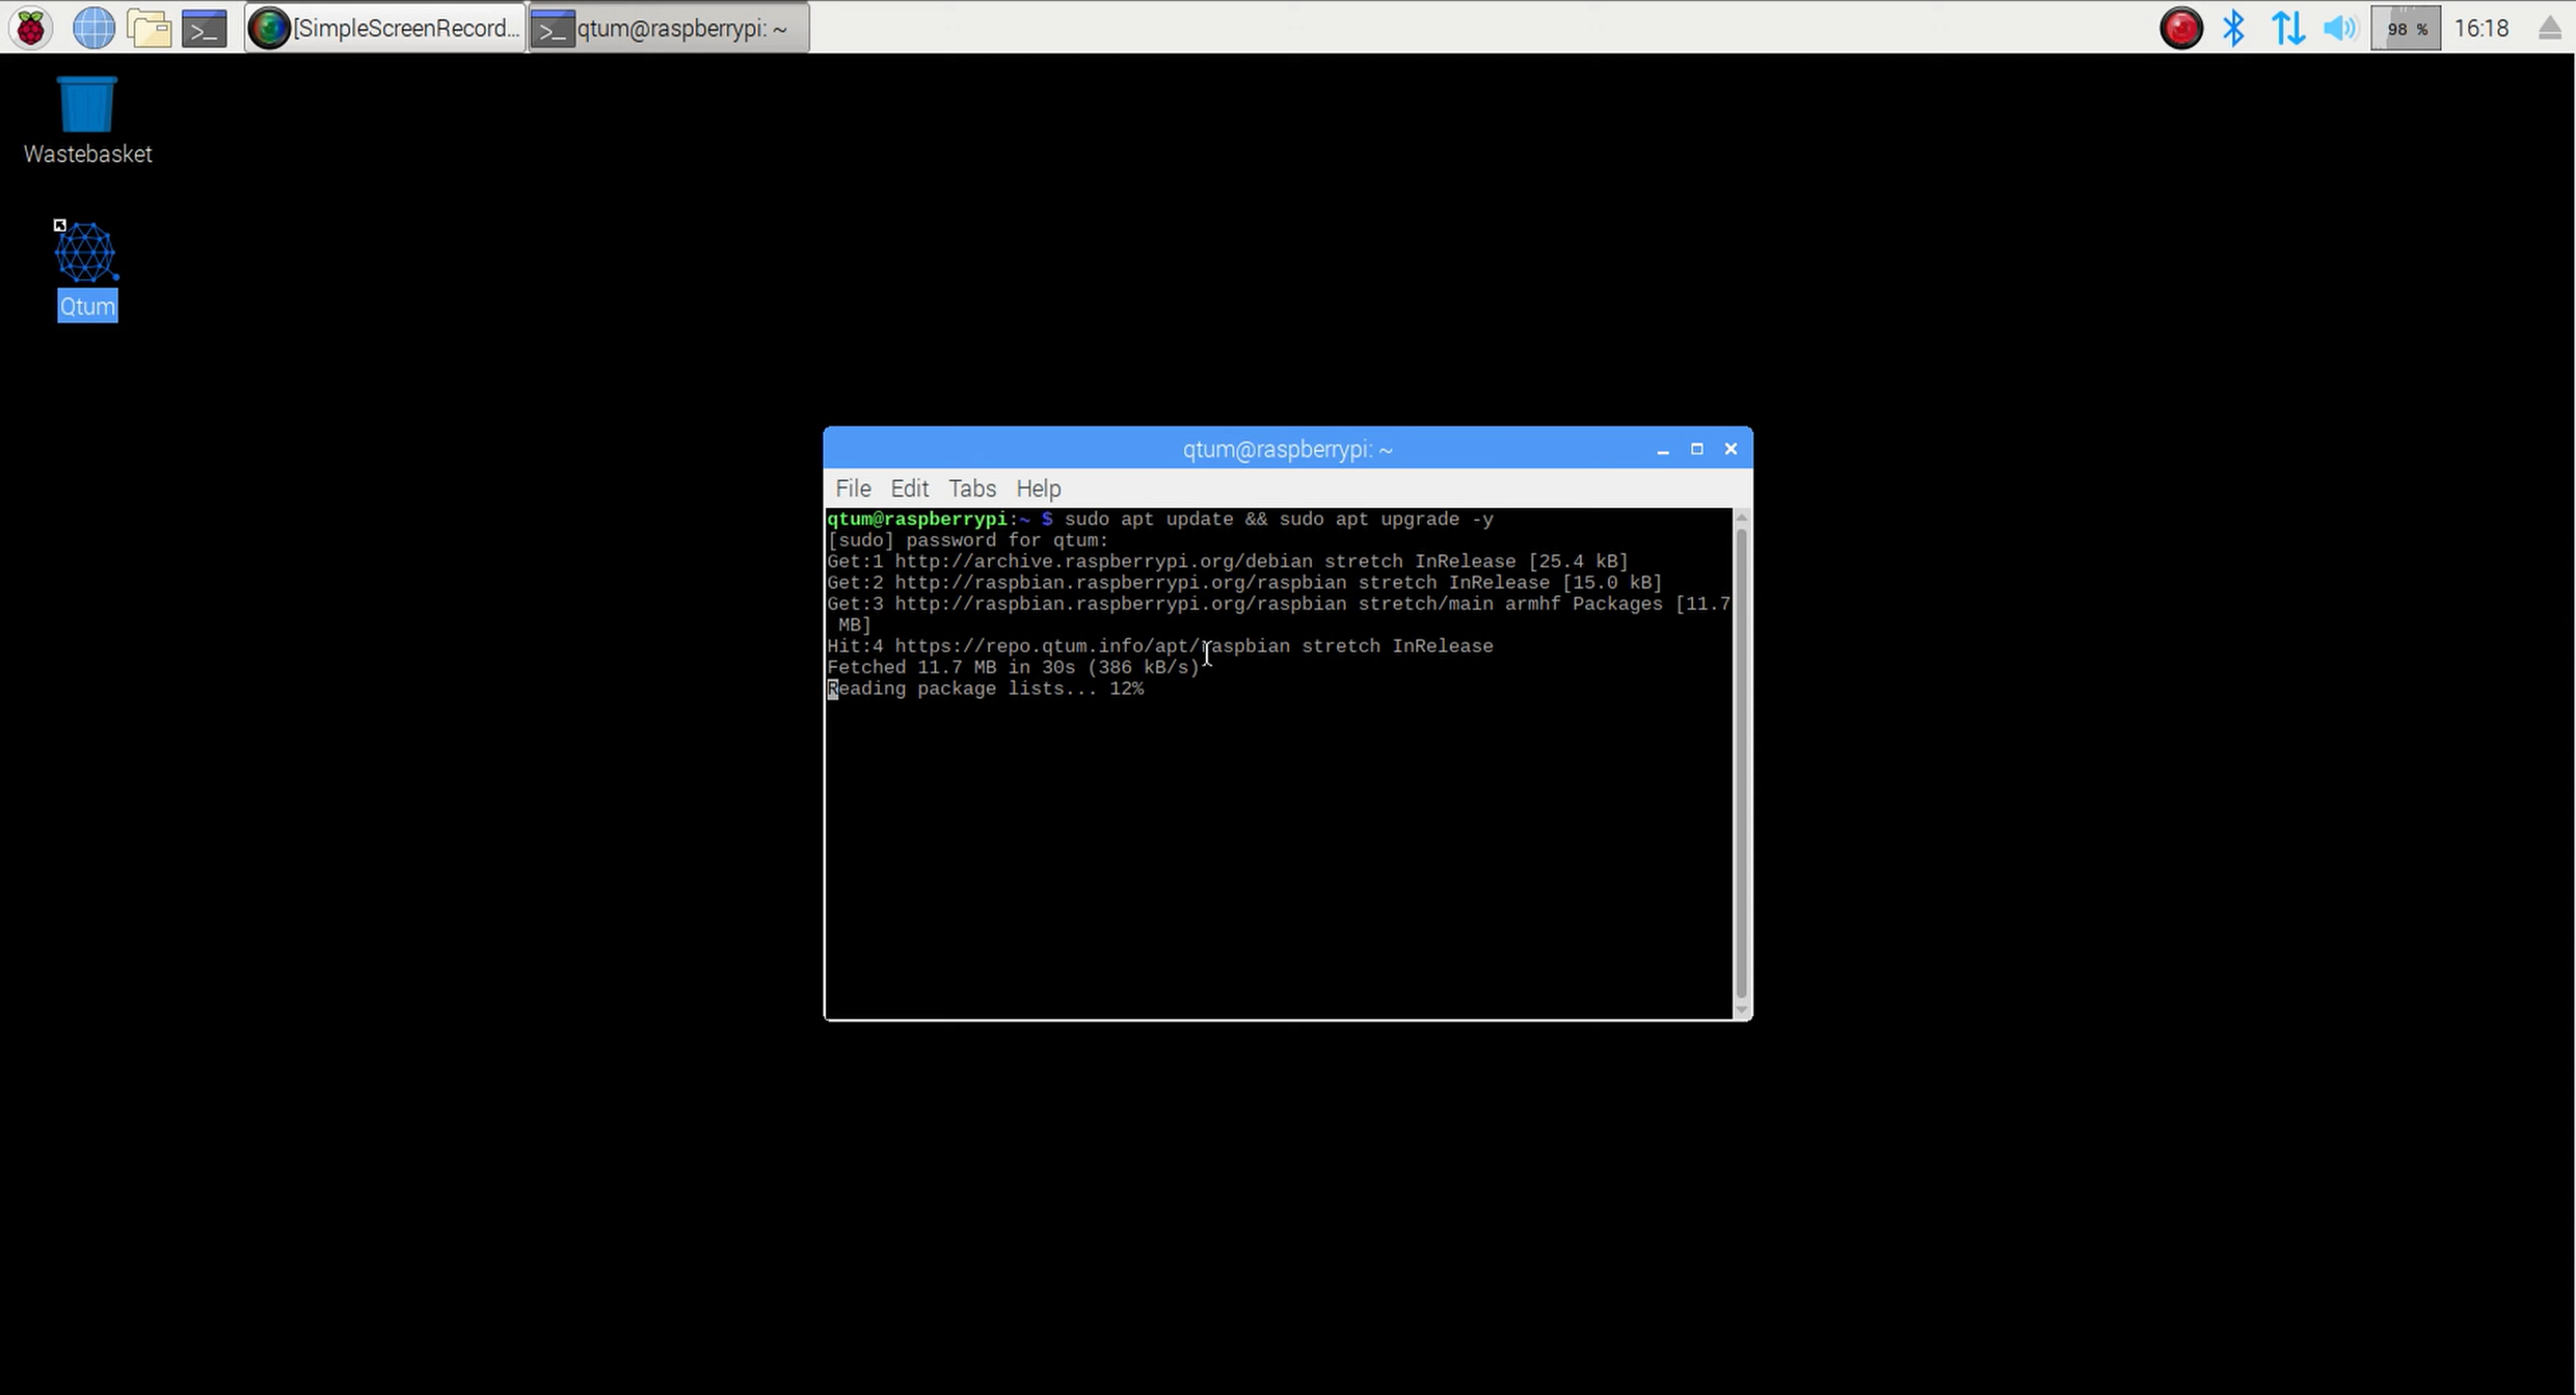 [SimpleScreenRecord...
qtum@raspberrypi: ~
98 %
16:18
Wastebasket
Qtum
qtum@raspberrypi: ~
File Edit Tabs Help
qtum@raspberrypi:~ $ sudo apt update && sudo apt upgrade -y
[sudo] password for qtum:
Get:1 http://archive.raspberrypi.org/debian stretch InRelease [25.4 kB]
Get:2 http://raspbian.raspberrypi.org/raspbian stretch InRelease [15.0 kB]
Get:3 http://raspbian.raspberrypi.org/raspbian stretch/main armhf Packages [11.7
 MB]
Hit:4 https://repo.qtum.info/apt/raspbian stretch InRelease
Fetched 11.7 MB in 30s (386 kB/s)
Reading package lists... 12%